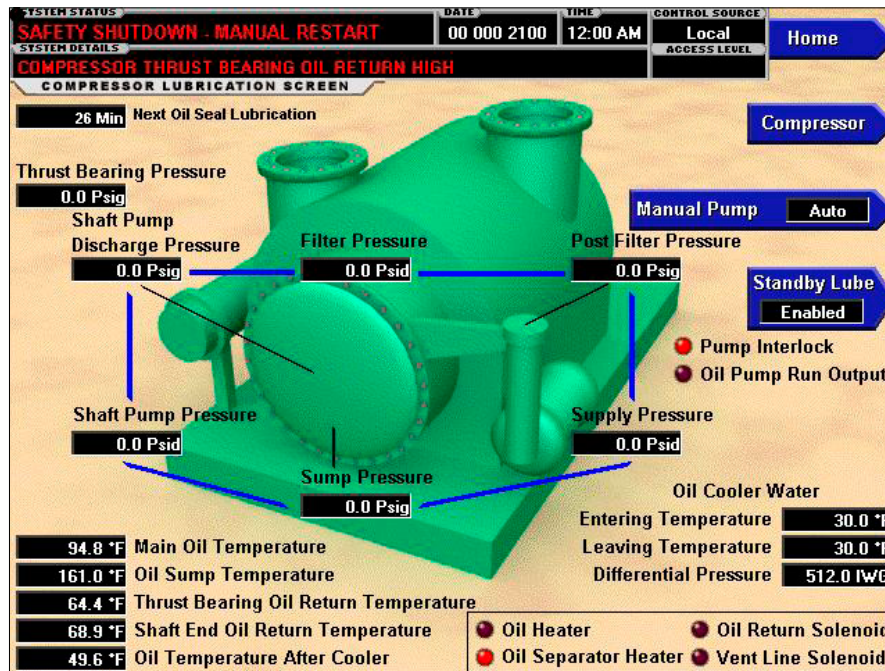 SYSTEM STATUS
SAFETY SHUTDOWN - MANUAL RESTART
DATE
00 000 2100
TIME
12:00 AM
CONTROL SOURCE
Local
ACCESS LEVEL
Home
SYSTEM DETAILS
COMPRESSOR THRUST BEARING OIL RETURN HIGH
COMPRESSOR LUBRICATION SCREEN
26 Min Next Oil Seal Lubrication
Compressor
Thrust Bearing Pressure
0.0 Psig
Manual Pump Auto
Shaft Pump
Discharge Pressure
0.0 Psig
Filter Pressure
0.0 Psid
Post Filter Pressure
0.0 Psig
Standby Lube
Enabled
Pump Interlock
Oil Pump Run Output
Shaft Pump Pressure
0.0 Psid
Supply Pressure
0.0 Psid
Sump Pressure
0.0 Psig
Oil Cooler Water
Entering Temperature 30.0 °F
Leaving Temperature 30.0 °F
Differential Pressure 512.0 IWG
94.8 °F Main Oil Temperature
161.0 °F Oil Sump Temperature
64.4 °F Thrust Bearing Oil Return Temperature
68.9 °F Shaft End Oil Return Temperature
49.6 °F Oil Temperature After Cooler
Oil Heater
Oil Return Solenoid
Oil Separator Heater
Vent Line Solenoid